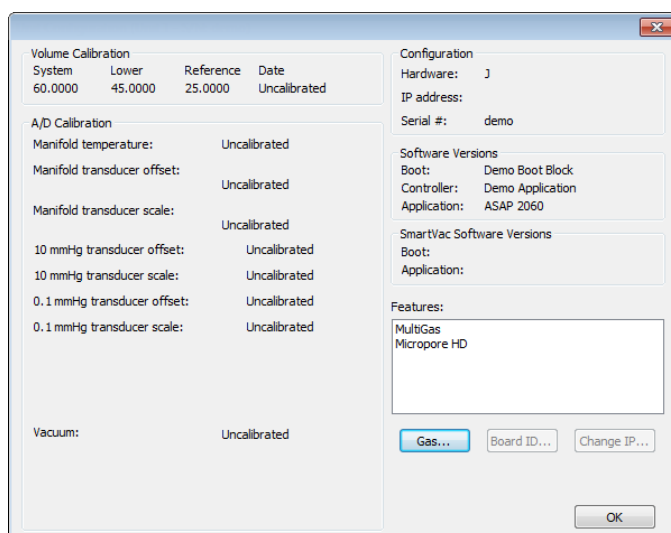 Volume Calibration
System Lower Reference Date
60.0000 45.0000 25.0000 Uncalibrated
A/D Calibration
Manifold temperature: Uncalibrated
Manifold transducer offset:
Uncalibrated
Manifold transducer scale:
Uncalibrated
10 mmHg transducer offset: Uncalibrated
10 mmHg transducer scale: Uncalibrated
0.1 mmHg transducer offset: Uncalibrated
0.1 mmHg transducer scale: Uncalibrated
Vacuum: Uncalibrated
Configuration
Hardware: J
IP address:
Serial #: demo
Software Versions
Boot: Demo Boot Block
Controller: Demo Application
Application: ASAP 2060
SmartVac Software Versions
Boot:
Application:
Features:
MultiGas
Micropore HD
Gas... Board ID... Change IP...
OK